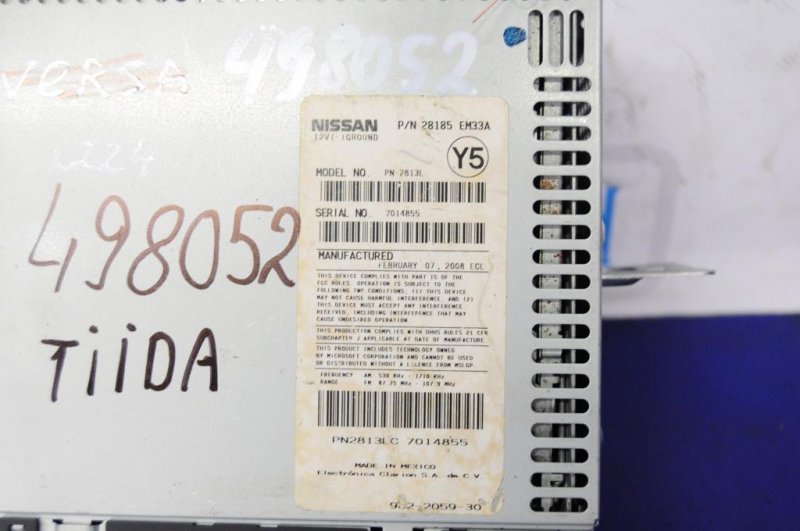 VERSA 498052
498052
TiiDA
NISSAN P/N 28185 EM33A
12V(-)GROUND
Y5
MODEL NO. PN-2813L
SERIAL NO. 7014855
MANUFACTURED
FEBRUARY 07, 2008 EGL
THIS DEVICE COMPLIES WITH PART 15 OF THE
FCC RULES. OPERATION IS SUBJECT TO THE
FOLLOWING TWO CONDITIONS. (1) THIS DEVICE
MAY NOT CAUSE HARMFUL INTERFERENCE, AND (2)
THIS DEVICE MUST ACCEPT ANY INTERFERENCE
RECEIVED, INCLUDING INTERFERENCE THAT MAY
CAUSE UNDESIRED OPERATION.
THIS PRODUCTION COMPLIES WITH DHHS RULES 21 CFR
SUBCHAPTER J APPLICABLE AT DATE OF MANUFACTURE
THIS PRODUCT INCLUDES TECHNOLOGY OWNED
BY MICROSOFT CORPORATION AND CANNOT BE USED
OR DISTRIBUTED WITHOUT A LICENSE FROM MSLGP
FREQUENCY AM. 530 KHz - 1710 KHz
RANGE FM. 87.75 MHz - 107.9 MHz
PN2813LC 7014855
MADE IN MEXICO
Electrónica Clarion S.A. de C.V.
982-2059-30